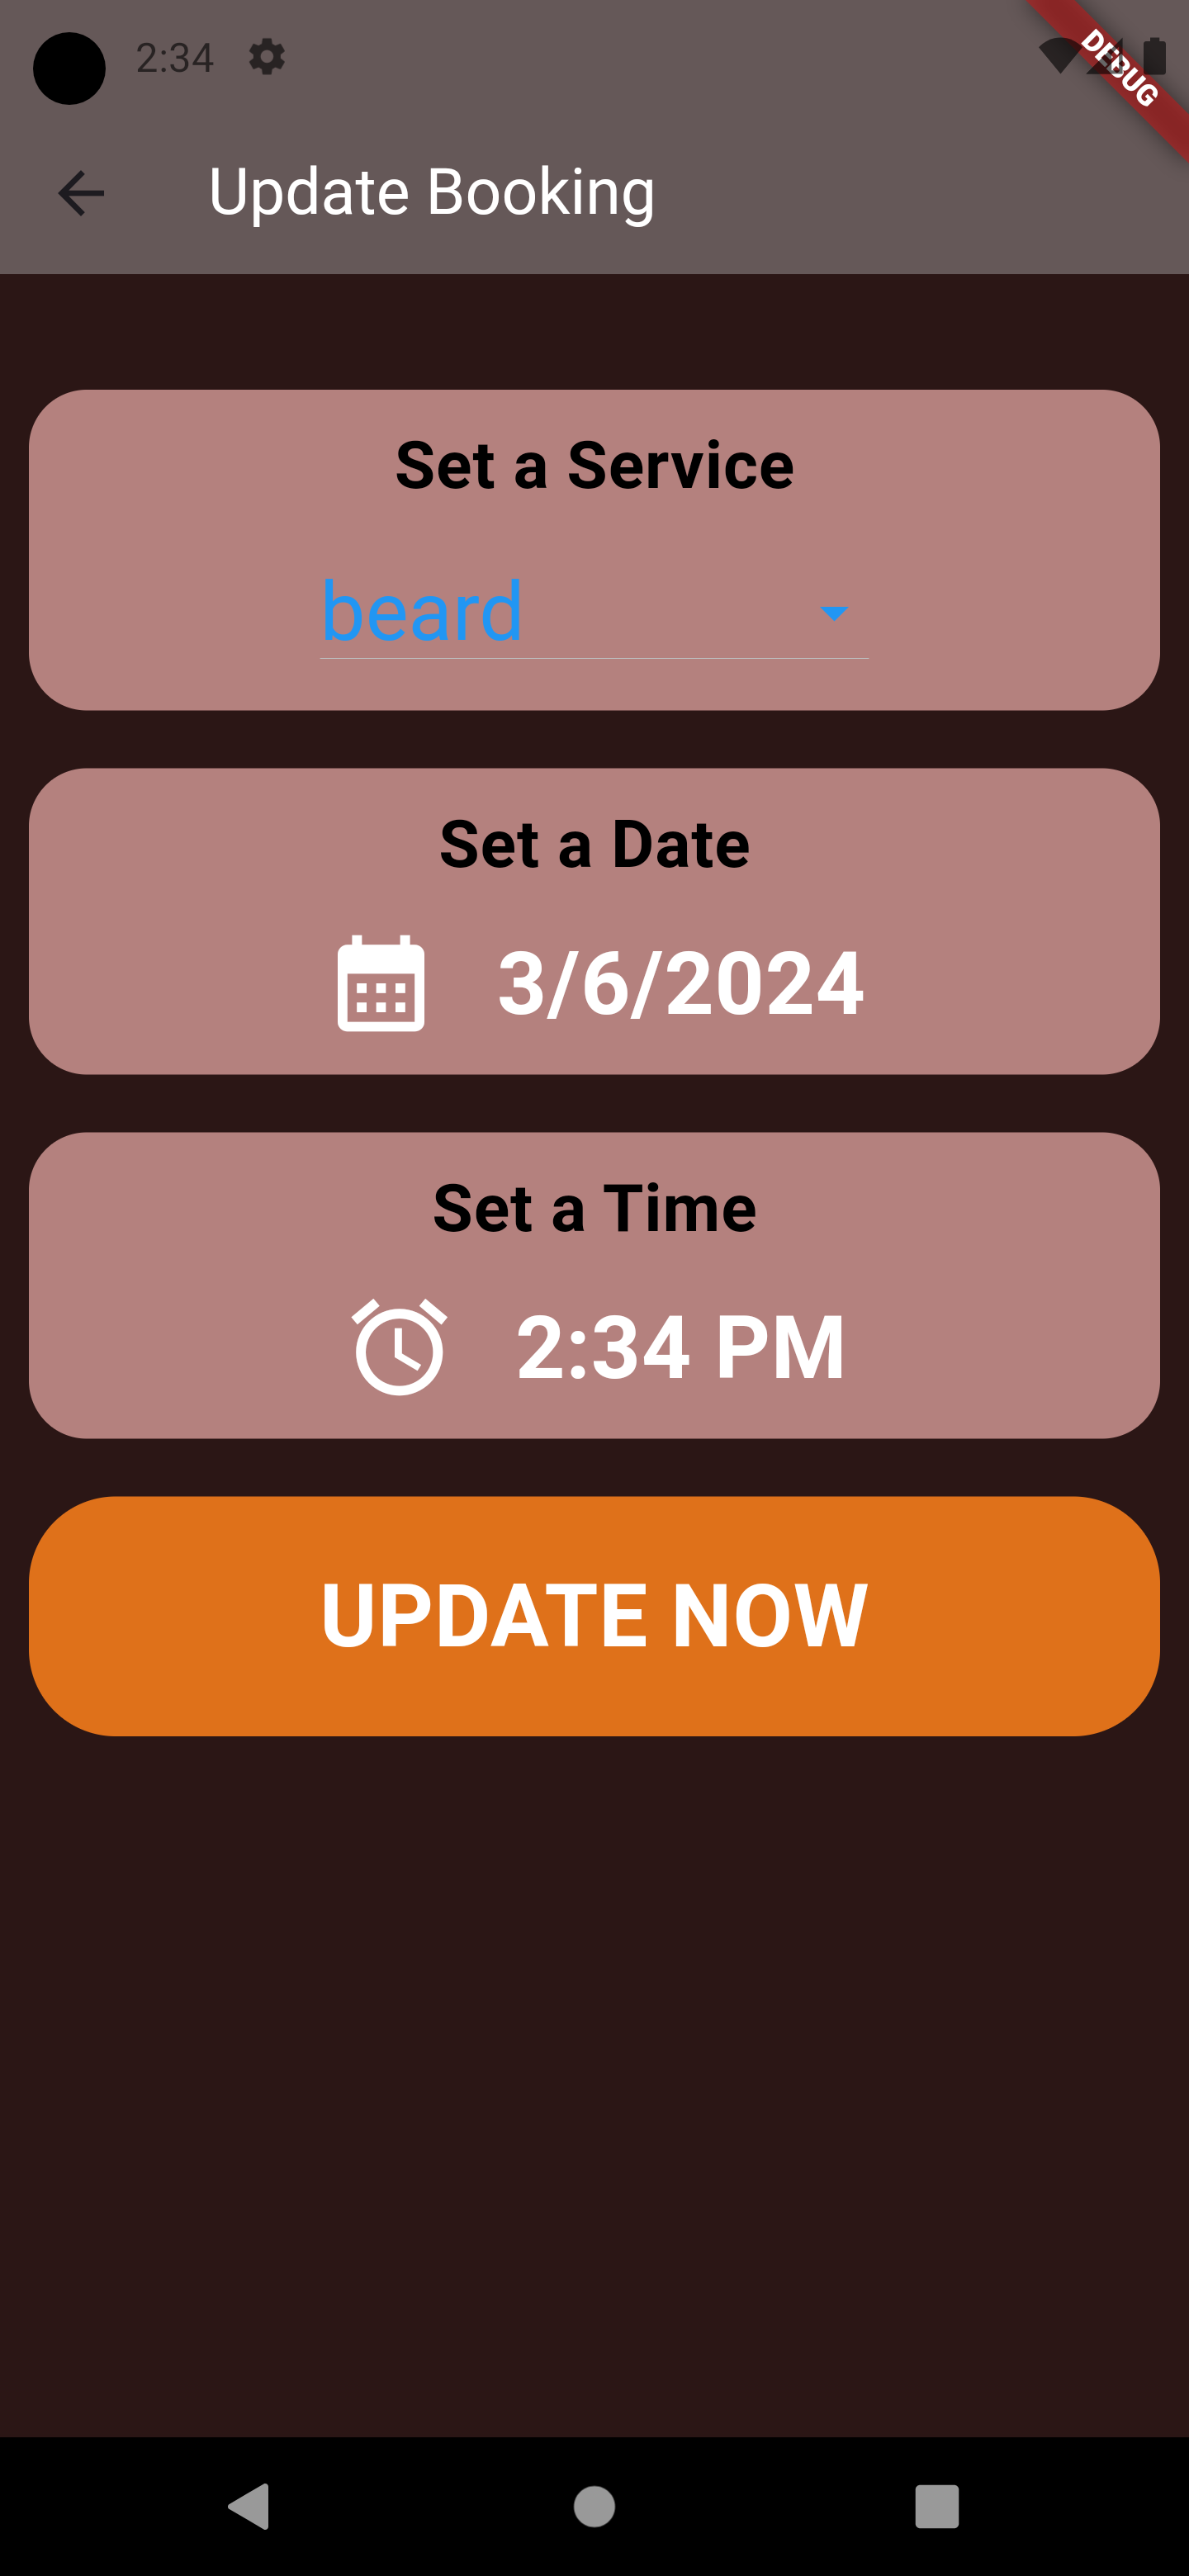 2:34
DEBUG
Update Booking
Set a Service
beard
Set a Date
3/6/2024
Set a Time
2:34 PM
UPDATE NOW